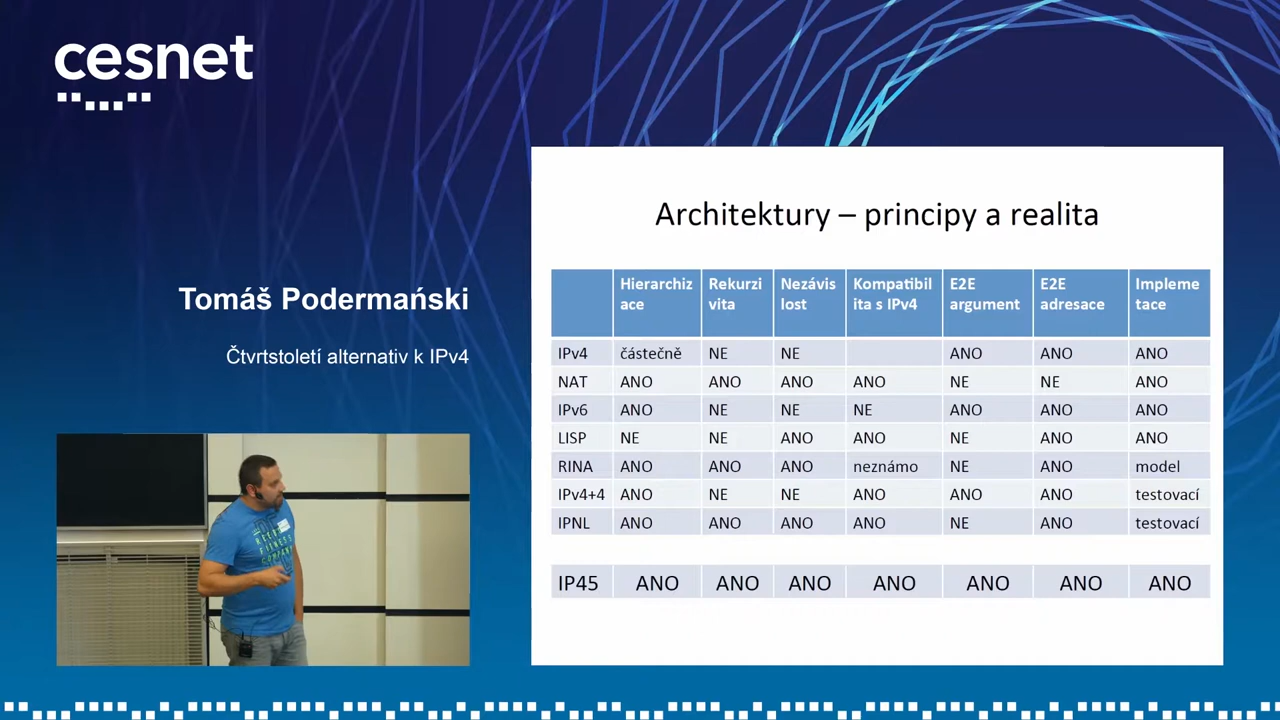 cesnet
Tomáš Podermański
Čtvrtstoletí alternativ k IPv4
Architektury – principy a realita
Hierarchiz Rekurzi Nezávis Kompatibil E2E E2E Impleme
ace vita lost ita s IPv4 argument adresace tace
IPv4 částečně NE NE ANO ANO ANO
NAT ANO ANO ANO ANO NE NE ANO
IPv6 ANO NE NE NE ANO ANO ANO
LISP NE NE ANO ANO NE ANO ANO
RINA ANO ANO ANO neznámo NE ANO model
IPv4+4 ANO NE NE ANO ANO ANO testovací
IPNL ANO ANO ANO ANO NE ANO testovací
IP45 ANO ANO ANO ANO ANO ANO ANO